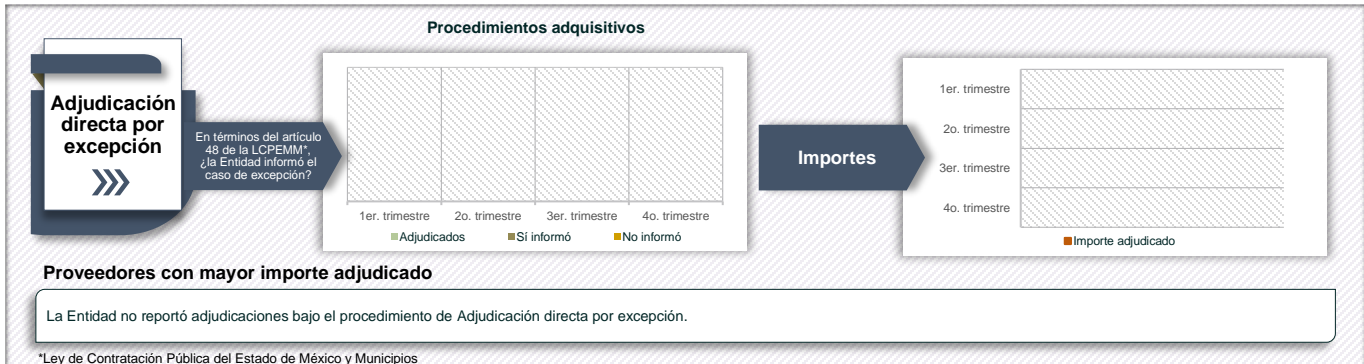 Procedimientos adquisitivos
Adjudicación
directa por
excepción
En términos del artículo
48 de la LCPEMM*,
¿la Entidad informó el
caso de excepción?
1er. trimestre 2o. trimestre 3er. trimestre 4o. trimestre
Adjudicados Sí informó No informó
Importes
1er. trimestre
2o. trimestre
3er. trimestre
4o. trimestre
Importe adjudicado
Proveedores con mayor importe adjudicado
La Entidad no reportó adjudicaciones bajo el procedimiento de Adjudicación directa por excepción.
*Ley de Contratación Pública del Estado de México y Municipios